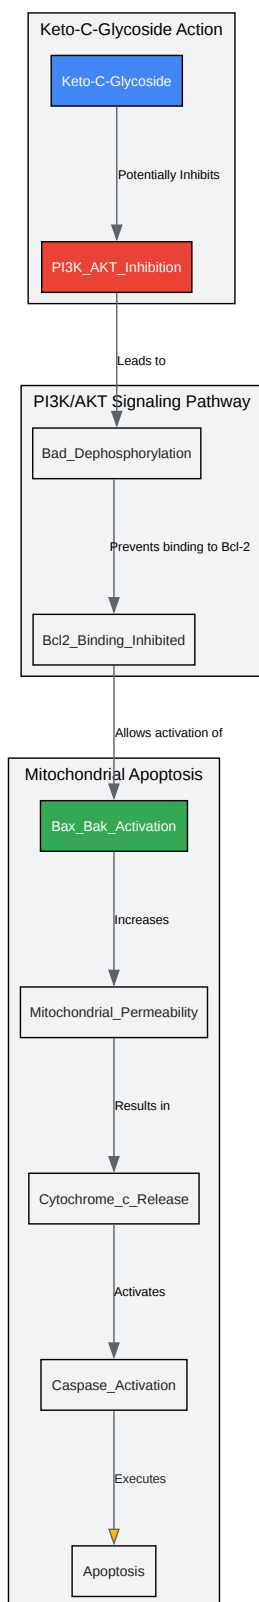 Keto-C-Glycoside Action
Keto-C-Glycoside
Potentially Inhibits
PI3K_AKT_Inhibition
Leads to
PI3K/AKT Signaling Pathway
Bad_Dephosphorylation
Prevents binding to Bcl-2
Bcl2_Binding_Inhibited
Allows activation of
Mitochondrial Apoptosis
Bax_Bak_Activation
Increases
Mitochondrial_Permeability
Results in
Cytochrome_c_Release
Activates
Caspase_Activation
Executes
Apoptosis